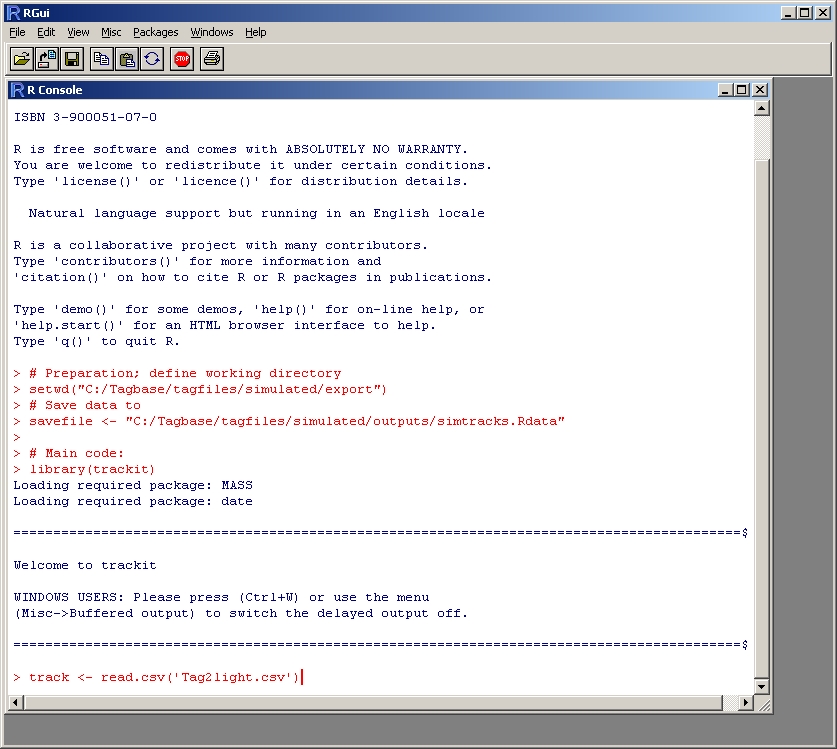 RGui
File Edit View Misc Packages Windows Help
STOP
R Console
ISBN 3-900051-07-0
R is free software and comes with ABSOLUTELY NO WARRANTY.
You are welcome to redistribute it under certain conditions.
Type 'license()' or 'licence()' for distribution details.
Natural language support but running in an English locale
R is a collaborative project with many contributors.
Type 'contributors()' for more information and
'citation()' on how to cite R or R packages in publications.
Type 'demo()' for some demos, 'help()' for on-line help, or
'help.start()' for an HTML browser interface to help.
Type 'q()' to quit R.
> # Preparation; define working directory
> setwd("C:/Tagbase/tagfiles/simulated/export")
> # Save data to
> savefile <- "C:/Tagbase/tagfiles/simulated/outputs/simtracks.Rdata"
>
> # Main code:
> library(trackit)
Loading required package: MASS
Loading required package: date
===========================================================================================$
Welcome to trackit
WINDOWS USERS: Please press (Ctrl+W) or use the menu
(Misc->Buffered output) to switch the delayed output off.
===========================================================================================$
> track <- read.csv('Tag2light.csv')